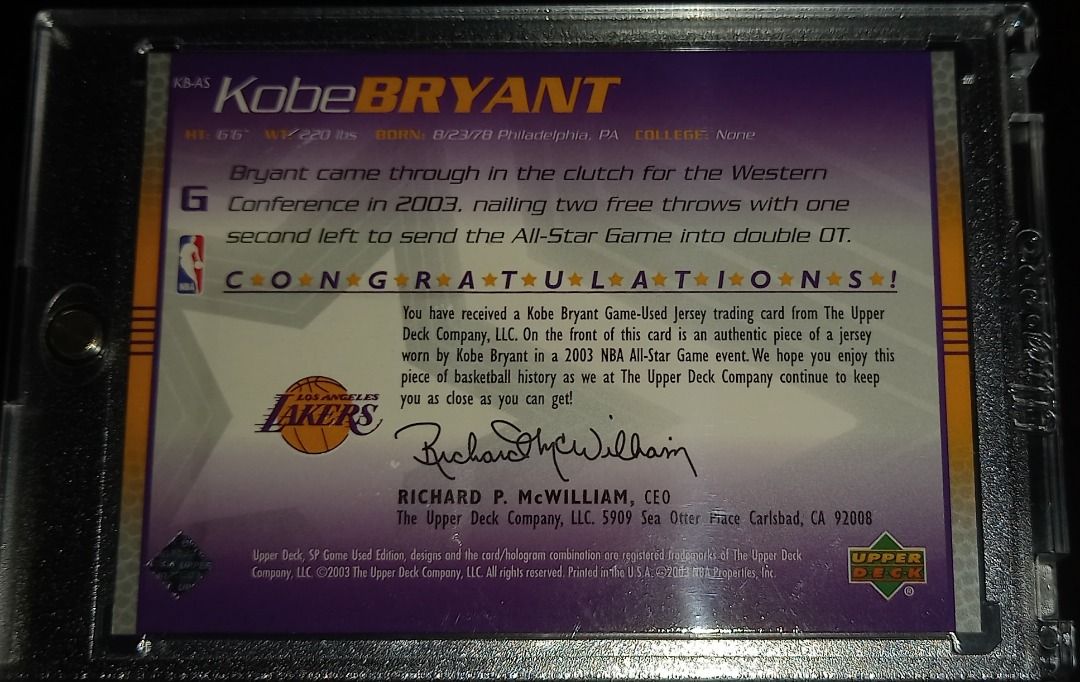 KB-AS
Kobe BRYANT
HT: 6'6" WT: 220 lbs BORN: 8/23/78 Philadelphia, PA COLLEGE: None
Bryant came through in the clutch for the Western
G
Conference in 2003, nailing two free throws with one
second left to send the All-Star Game into double OT.
NBA
C★O★N★G★R★A★T★U★L★A★T★I★O★N★S★!
You have received a Kobe Bryant Game-Used Jersey trading card from The Upper
Deck Company, LLC. On the front of this card is an authentic piece of a jersey
worn by Kobe Bryant in a 2003 NBA All-Star Game event. We hope you enjoy this
piece of basketball history as we at The Upper Deck Company continue to keep
you as close as you can get!
LOS ANGELES
LAKERS
Richard P. McWilliam
RICHARD P. McWILLIAM, CEO
The Upper Deck Company, LLC. 5909 Sea Otter Place Carlsbad, CA 92008
Upper Deck, SP Game Used Edition, designs and the card/hologram combination are registered trademarks of The Upper Deck
Company, LLC. ©2003 The Upper Deck Company, LLC. All rights reserved. Printed in the U.S.A. ©2003 NBA Properties, Inc.
UPPER
DECK
®